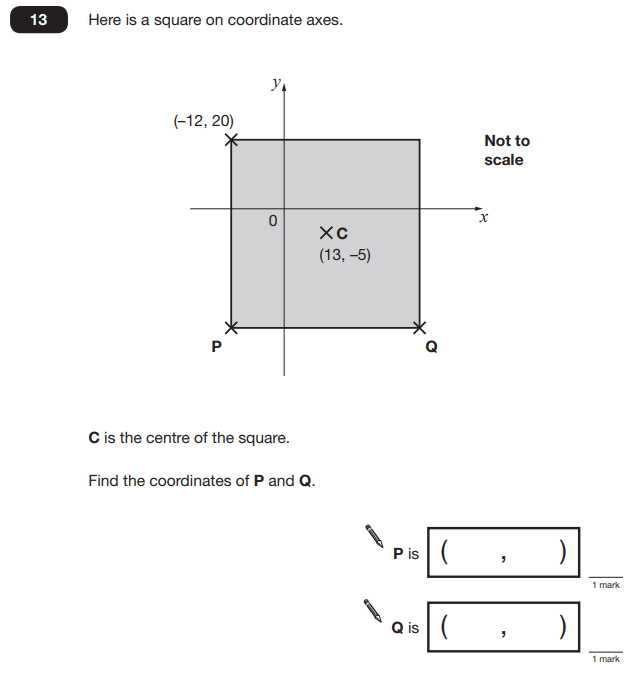 13 Here is a square on coordinate axes.
y
(–12, 20)
Not to
scale
0
x
C
(13, –5)
P
Q
C is the centre of the square.
Find the coordinates of P and Q.
P is ( , )
1 mark
Q is ( , )
1 mark